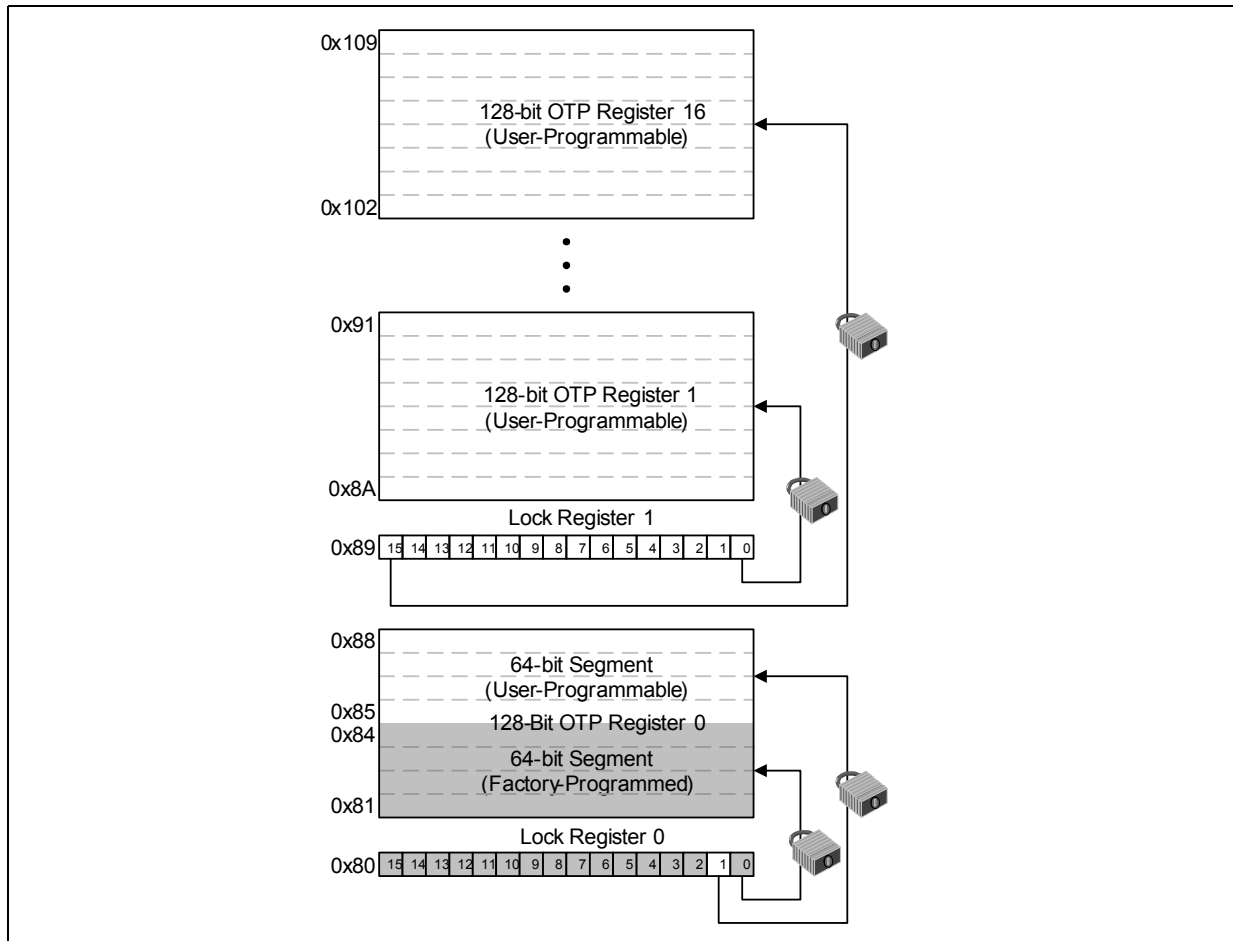 0x109
128-bit OTP Register 16
(User-Programmable)
0x102
0x91
128-bit OTP Register 1
(User-Programmable)
0x8A
Lock Register 1
0x89 15 14 13 12 11 10 9 8 7 6 5 4 3 2 1 0
0x88
64-bit Segment
(User-Programmable)
0x85
128-Bit OTP Register 0
0x84
64-bit Segment
(Factory-Programmed)
0x81
Lock Register 0
0x80 15 14 13 12 11 10 9 8 7 6 5 4 3 2 1 0